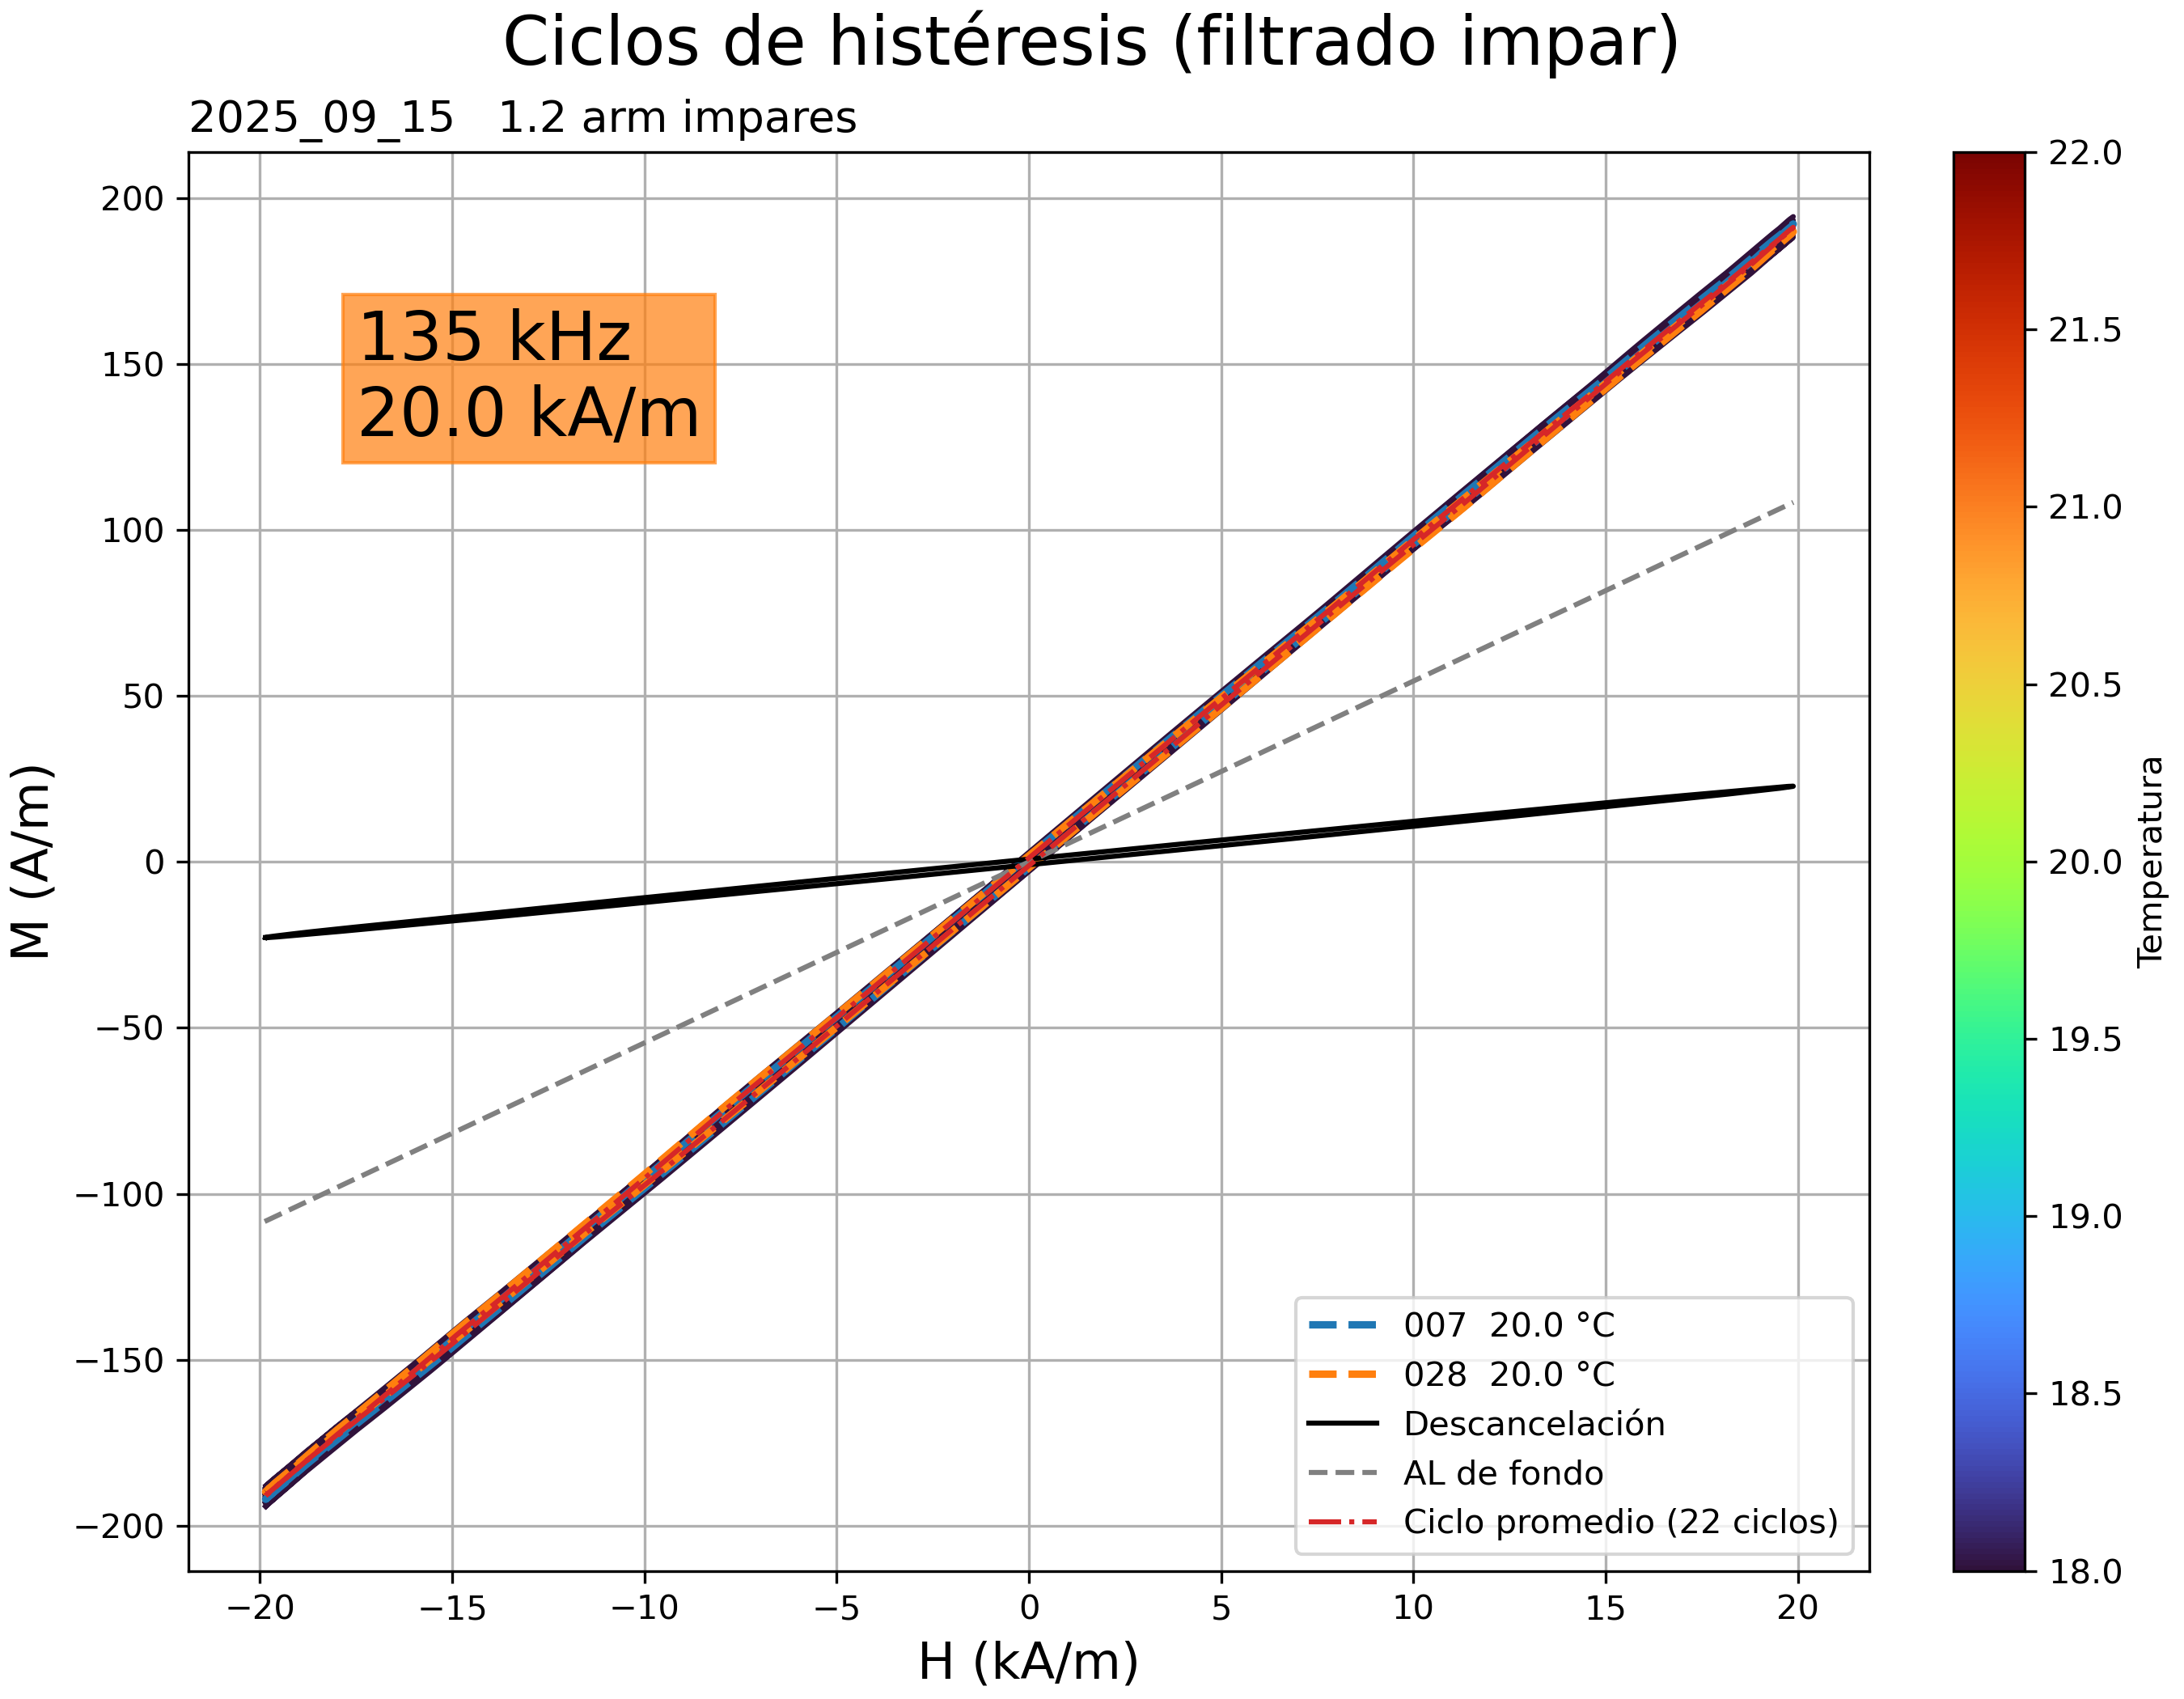 Ciclos de histéresis (filtrado impar)
2025_09_15   1.2 arm impares
135 kHz
20.0 kA/m
200
150
100
50
0
−50
−100
−150
−200
M (A/m)
−20
−15
−10
−5
0
5
10
15
20
H (kA/m)
007  20.0 °C
028  20.0 °C
Descancelación
AL de fondo
Ciclo promedio (22 ciclos)
22.0
21.5
21.0
20.5
20.0
19.5
19.0
18.5
18.0
Temperatura